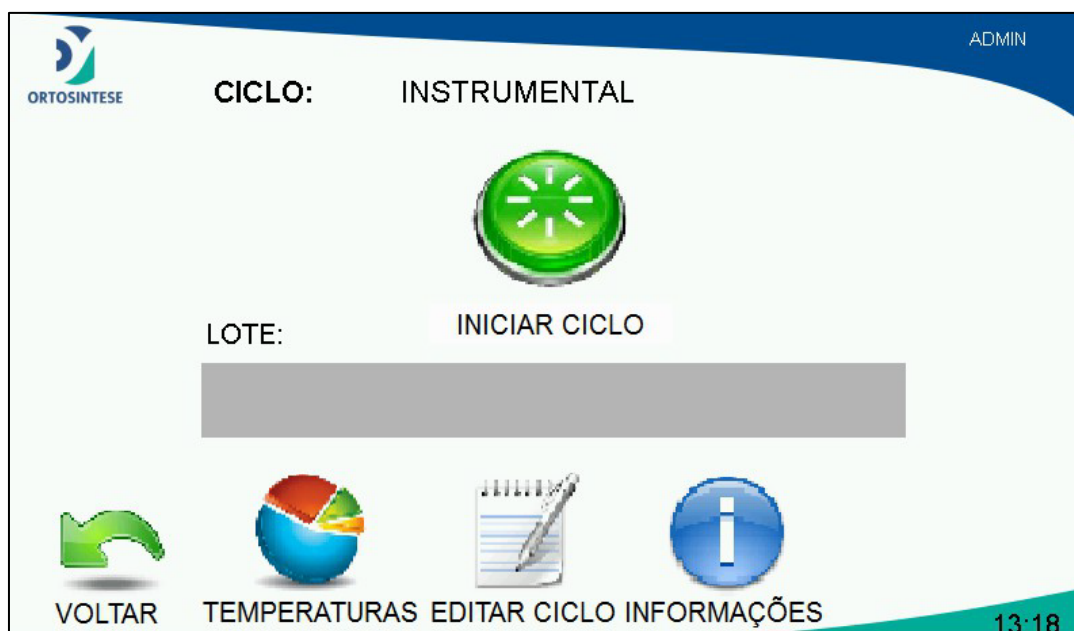 ADMIN
ORTOSINTESE
CICLO: INSTRUMENTAL
INICIAR CICLO
LOTE:
VOLTAR TEMPERATURAS EDITAR CICLO INFORMAÇÕES
13:18